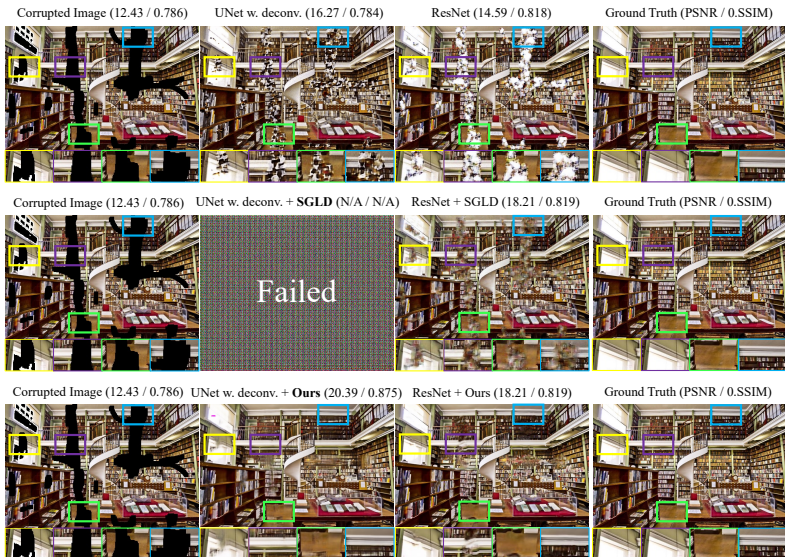 Corrupted Image (12.43 / 0.786) UNet w. deconv. (16.27 / 0.784) ResNet (14.59 / 0.818) Ground Truth (PSNR / 0.SSIM)
Corrupted Image (12.43 / 0.786) UNet w. deconv. + SGLD (N/A / N/A) ResNet + SGLD (18.21 / 0.819) Ground Truth (PSNR / 0.SSIM)
Failed
Corrupted Image (12.43 / 0.786) UNet w. deconv. + Ours (20.39 / 0.875) ResNet + Ours (18.21 / 0.819) Ground Truth (PSNR / 0.SSIM)